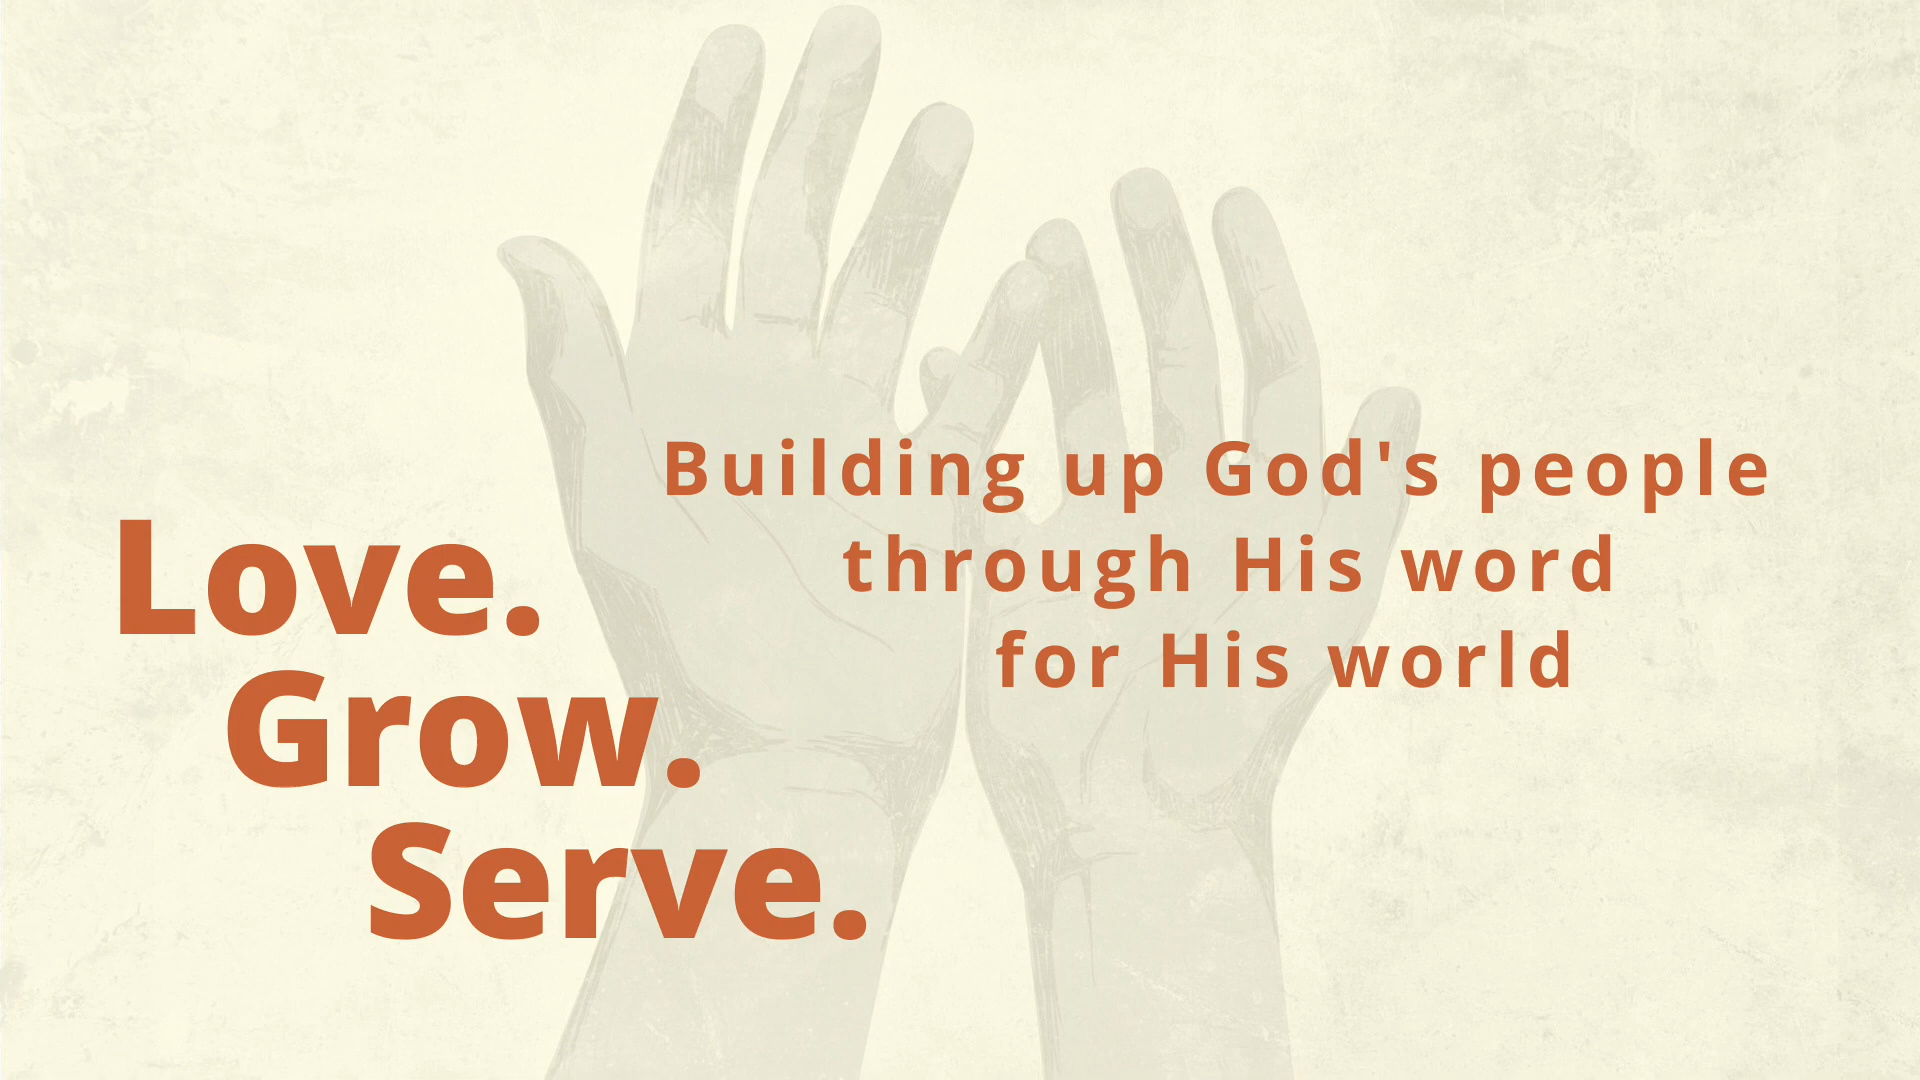 Love.
Grow.
Serve.
Building up God's people
through His word
for His world